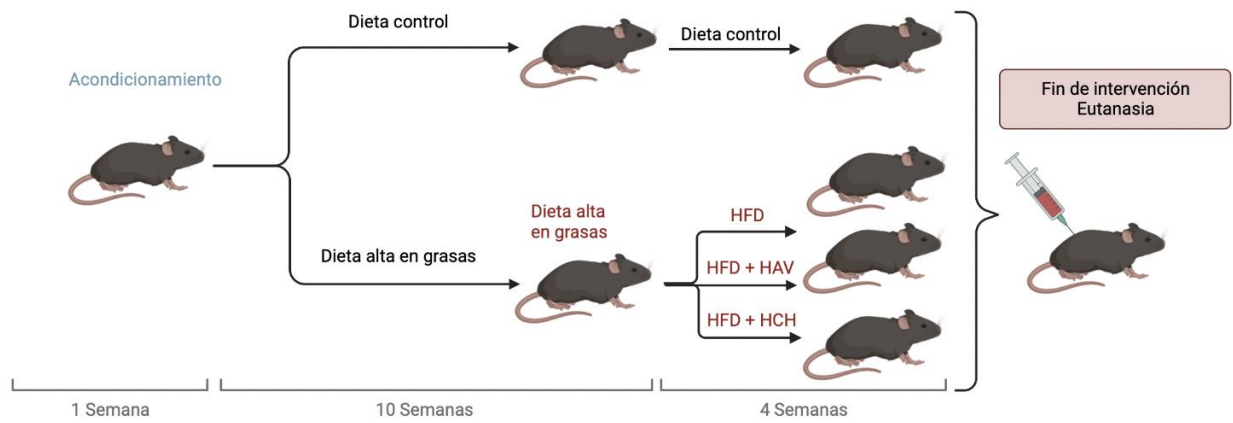 Dieta control
Dieta control
Acondicionamiento
Fin de intervención
Eutanasia
Dieta alta
en grasas
HFD
Dieta alta en grasas
HFD + HAV
HFD + HCH
1 Semana
10 Semanas
4 Semanas